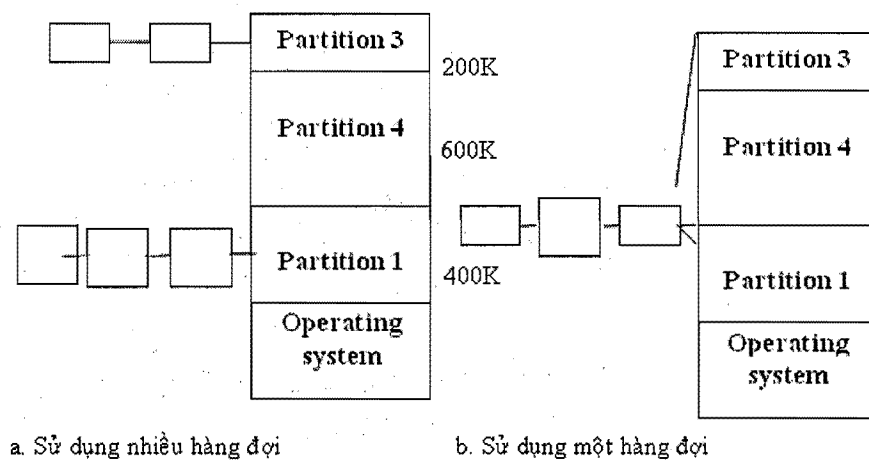 Partition 3
200K
Partition 4
600K
Partition 1
400K
Operating
system
a. Sử dụng nhiều hàng đợi
Partition 3
Partition 4
Partition 1
Operating
system
b. Sử dụng một hàng đợi